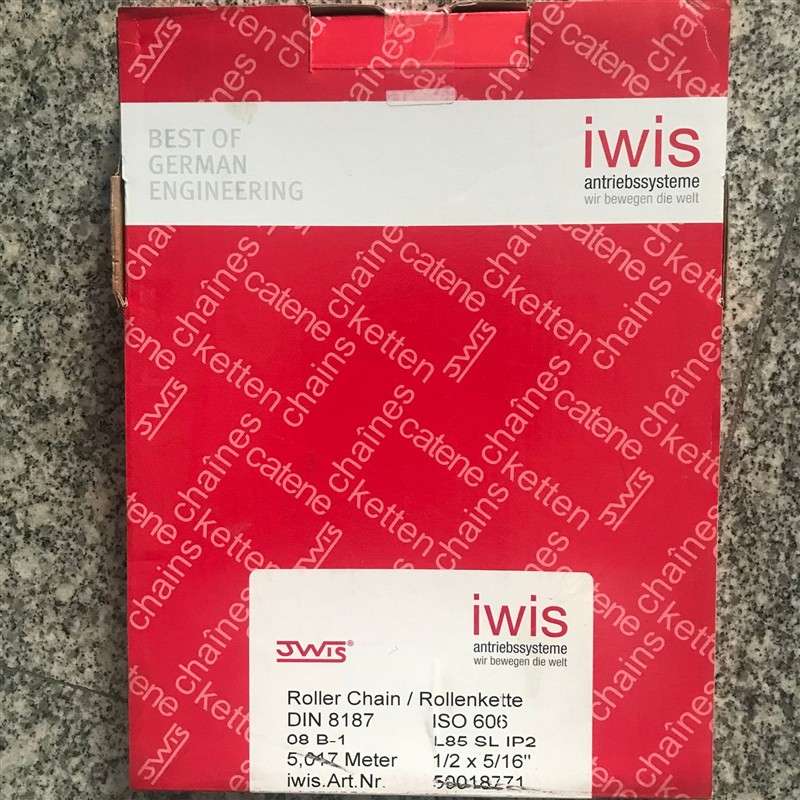 BEST OF
GERMAN
ENGINEERING
iwis
antriebssysteme
wir bewegen die welt
chaînes
catene
ketten
chains
JWIS
JWIS®
iwis
antriebssysteme
wir bewegen die welt
Roller Chain / Rollenkette
DIN 8187 ISO 606
08 B-1 L85 SL IP2
5,017 Meter 1/2 x 5/16"
iwis.Art.Nr. 50018771